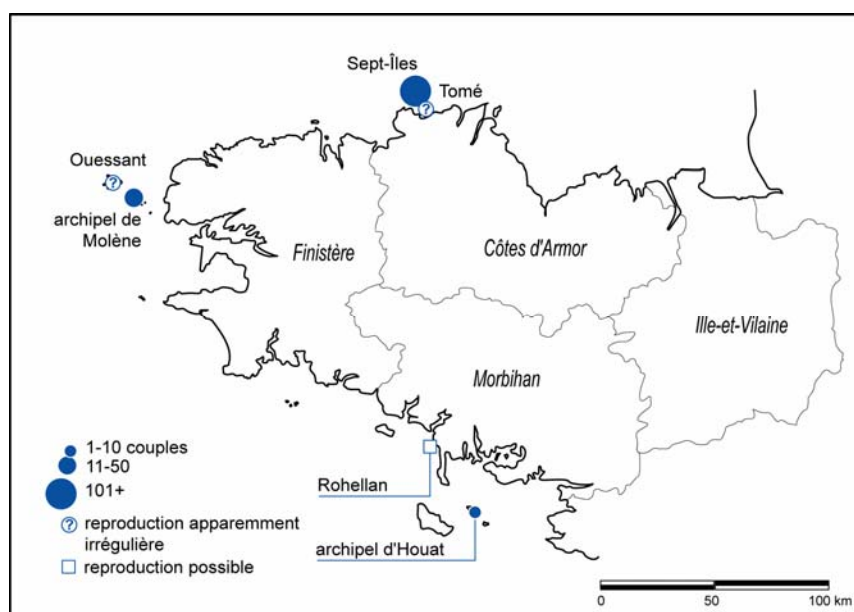 Sept-Îles
Tomé
?
Ouessant
?
archipel de
Molène
Finistère
Côtes d'Armor
Ille-et-Vilaine
Morbihan
1-10 couples
11-50
101+
Rohellan
? reproduction apparemment
irrégulière
archipel d'Houat
reproduction possible
0 50 100 km